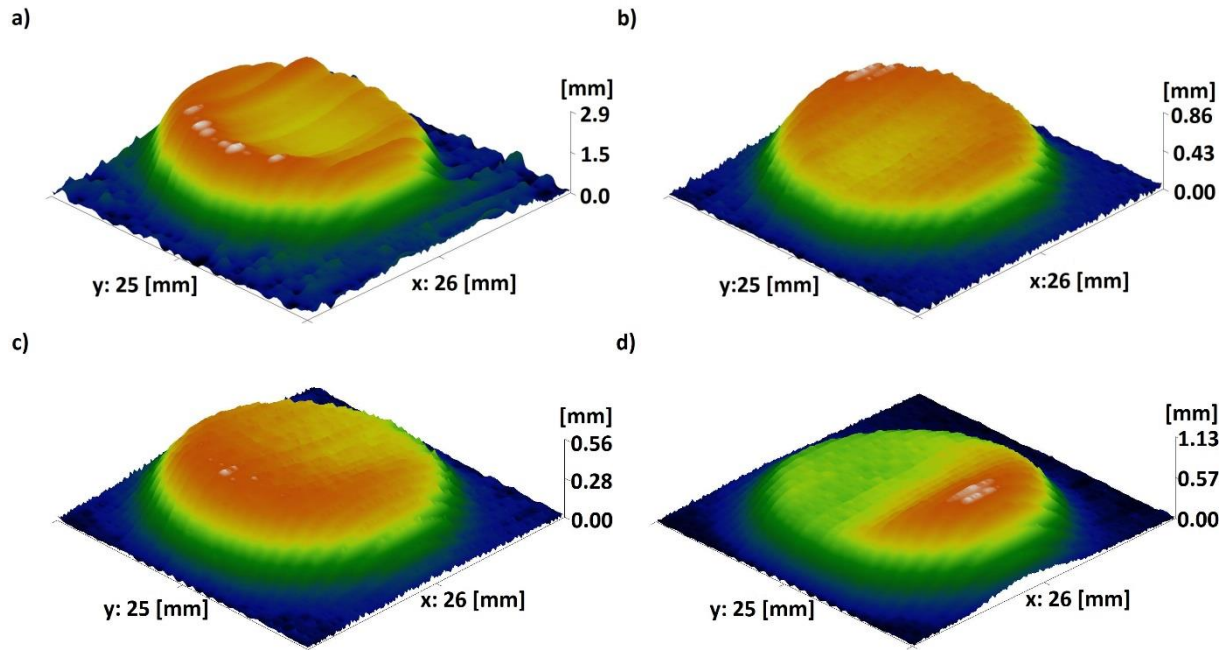 a)
[mm]
2.9
1.5
0.0
y: 25 [mm]
x: 26 [mm]
b)
[mm]
0.86
0.43
0.00
y:25 [mm]
x:26 [mm]
c)
[mm]
0.56
0.28
0.00
y: 25 [mm]
x: 26 [mm]
d)
[mm]
1.13
0.57
0.00
y: 25 [mm]
x: 26 [mm]